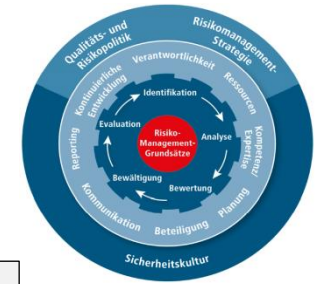 Qualitäts- und
Risikopolitik
Risikomanagement-
Strategie
Sicherheitskultur
Kontinuierliche
Entwicklung
Verantwortlichkeit
Ressourcen
Kompetenz/
Expertise
Planung
Beteiligung
Kommunikation
Reporting
Identifikation
Analyse
Bewertung
Bewältigung
Evaluation
Risiko-
Management-
Grundsätze